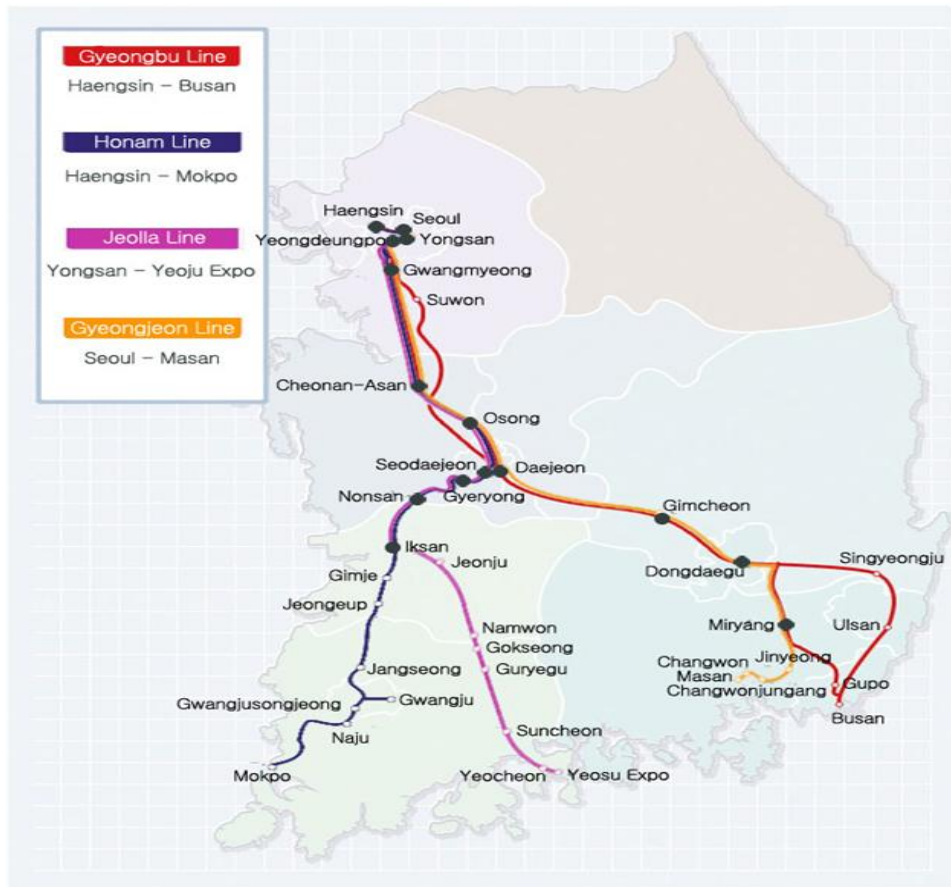 Gyeongbu Line
Haengsin - Busan
Honam Line
Haengsin - Mokpo
Jeolla Line
Yongsan - Yeoju Expo
Gyeongjeon Line
Seoul - Masan
Haengsin
Seoul
Yeongdeungpo
Yongsan
Gwangmyeong
Suwon
Cheonan-Asan
Osong
Seodaejeon
Daejeon
Nonsan
Gyeryong
Gimcheon
Iksan
Jeonju
Dongdaegu
Singyeongju
Gimje
Jeongeup
Namwon
Gokseong
Guryegu
Miryang
Ulsan
Jangseong
Changwon
Jinyeong
Masan
Changwonjungang
Gupo
Gwangjusongjeong
Gwangju
Busan
Naju
Suncheon
Mokpo
Yeocheon
Yeosu Expo